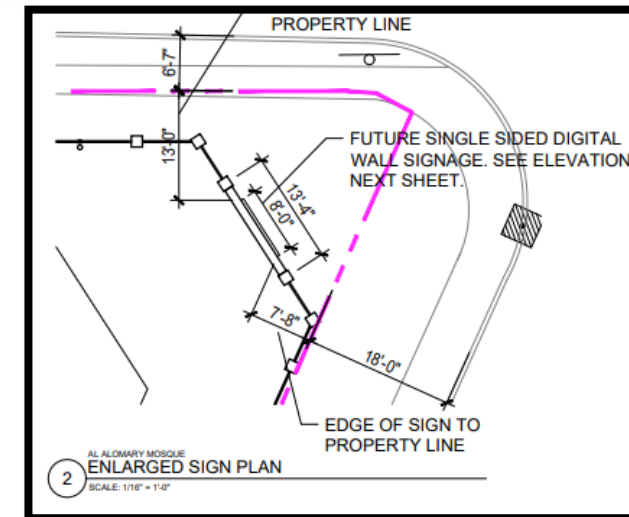 PROPERTY LINE
6'-7"
13'-0"
FUTURE SINGLE SIDED DIGITAL
WALL SIGNAGE. SEE ELEVATION
NEXT SHEET.
13'-4"
8'-0"
7'-8"
18'-0"
EDGE OF SIGN TO
PROPERTY LINE
AL ALOMARY MOSQUE
2 ENLARGED SIGN PLAN
SCALE: 1/16" = 1'-0"